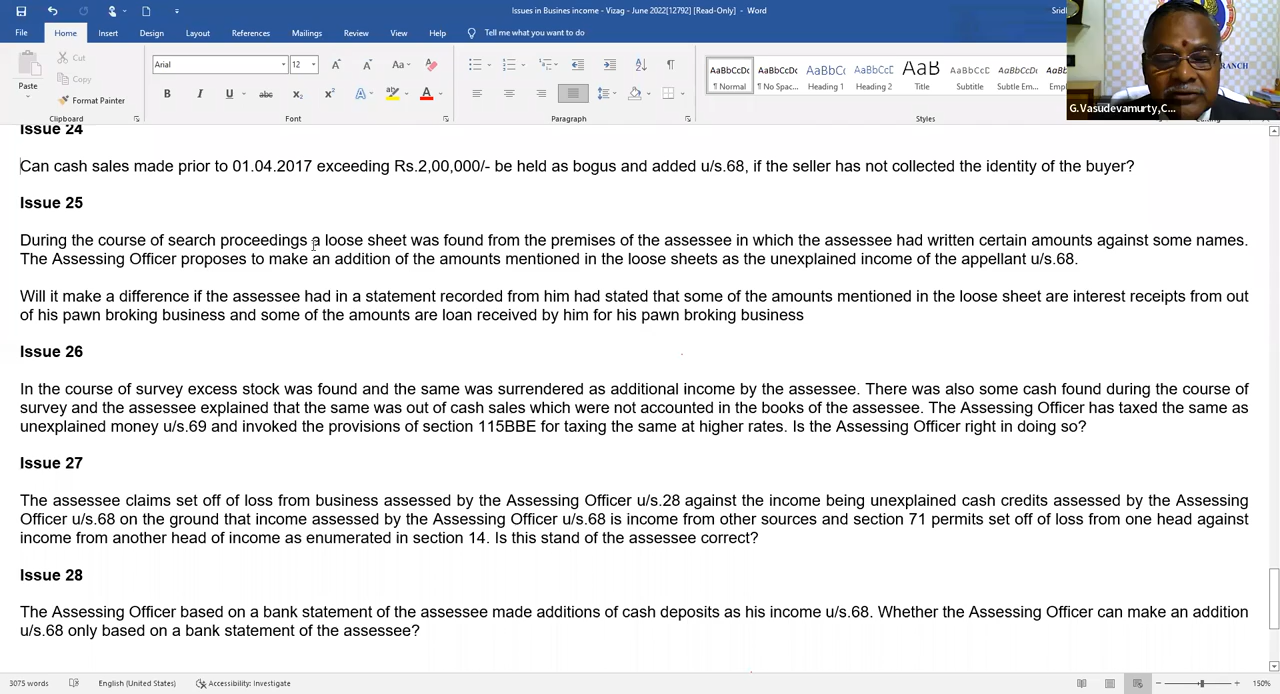 Issues in Busines income - Vizag - June 2022[12792] [Read-Only] - Word
Sridl
File Home Insert Design Layout References Mailings Review View Help Tell me what you want to do
Paste
Cut
Copy
Format Painter
Arial
12
AaBbCcDc AaBbCcDc AaBbCc AaBbCcC AaB AaBbCcC AaBbCcDc AaBb
¶ Normal ¶ No Spac... Heading 1 Heading 2 Title Subtitle Subtle Em... Emp
Clipboard Font Paragraph Styles
RANCH
G.Vasudevamurty,C...
Issue 24
Can cash sales made prior to 01.04.2017 exceeding Rs.2,00,000/- be held as bogus and added u/s.68, if the seller has not collected the identity of the buyer?
Issue 25
During the course of search proceedings a loose sheet was found from the premises of the assessee in which the assessee had written certain amounts against some names.
The Assessing Officer proposes to make an addition of the amounts mentioned in the loose sheets as the unexplained income of the appellant u/s.68.
Will it make a difference if the assessee had in a statement recorded from him had stated that some of the amounts mentioned in the loose sheet are interest receipts from out
of his pawn broking business and some of the amounts are loan received by him for his pawn broking business
Issue 26
In the course of survey excess stock was found and the same was surrendered as additional income by the assessee. There was also some cash found during the course of
survey and the assessee explained that the same was out of cash sales which were not accounted in the books of the assessee. The Assessing Officer has taxed the same as
unexplained money u/s.69 and invoked the provisions of section 115BBE for taxing the same at higher rates. Is the Assessing Officer right in doing so?
Issue 27
The assessee claims set off of loss from business assessed by the Assessing Officer u/s.28 against the income being unexplained cash credits assessed by the Assessing
Officer u/s.68 on the ground that income assessed by the Assessing Officer u/s.68 is income from other sources and section 71 permits set off of loss from one head against
income from another head of income as enumerated in section 14. Is this stand of the assessee correct?
Issue 28
The Assessing Officer based on a bank statement of the assessee made additions of cash deposits as his income u/s.68. Whether the Assessing Officer can make an addition
u/s.68 only based on a bank statement of the assessee?
3075 words English (United States) Accessibility: Investigate 150%